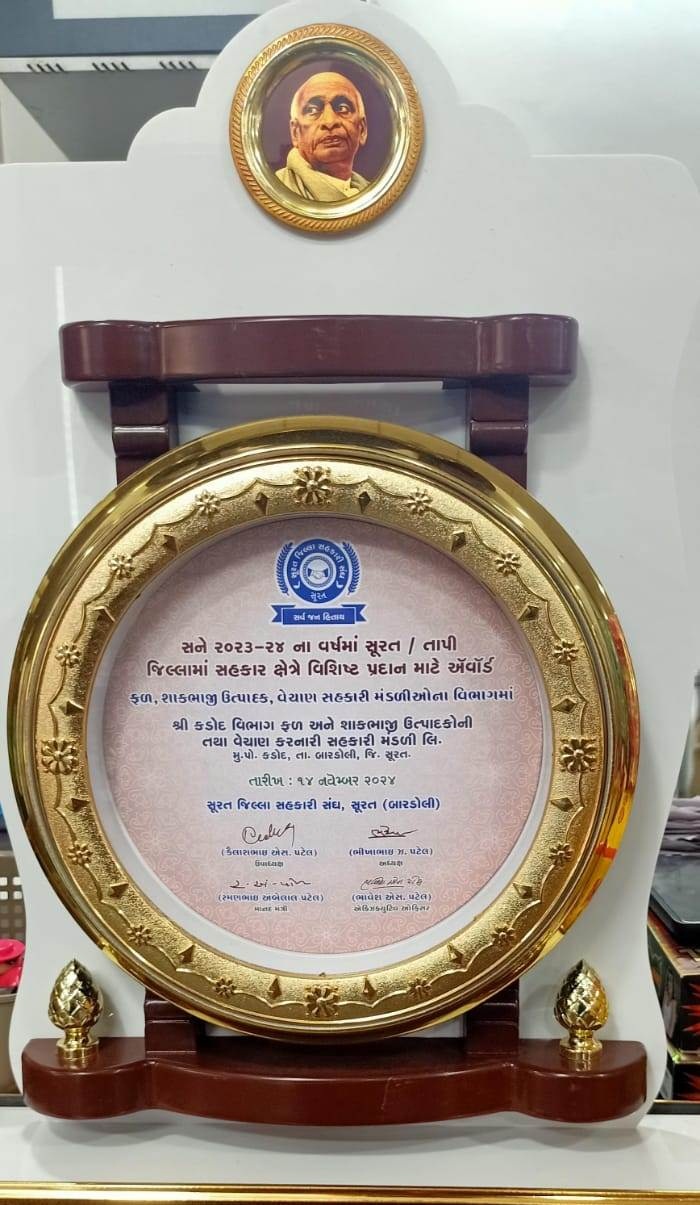 સુરત જિલ્લા સહકારી સંઘ
સુરત
સર્વ જન હિતાય
સને ૨૦૨૩-૨૪ ના વર્ષમાં સૂરત / તાપી
જિલ્લામાં સહકાર ક્ષેત્રે વિશિષ્ટ પ્રદાન માટે ઍવૉર્ડ
ફળ, શાકભાજી ઉત્પાદક, વેચાણ સહકારી મંડળીઓના વિભાગમાં
શ્રી કડોદ વિભાગ ફળ અને શાકભાજી ઉત્પાદકોની
તથા વેચાણ કરનારી સહકારી મંડળી લિ.
મુ.પો. કડોદ, તા. બારડોલી, જિ. સૂરત.
તારીખ : ૧૪ નવેમ્બર ૨૦૨૪
સૂરત જિલ્લા સહકારી સંઘ, સૂરત (બારડોલી)
(કૈલાસભાઇ એસ. પટેલ) (ભીખાભાઇ ઝ. પટેલ)
ઉપાધ્યક્ષ અધ્યક્ષ
(રમણભાઇ અંબેલાલ પટેલ) (ભાવેશ એસ. પટેલ)
માનદ મંત્રી એકિઝક્યુટિવ ઓફિસર